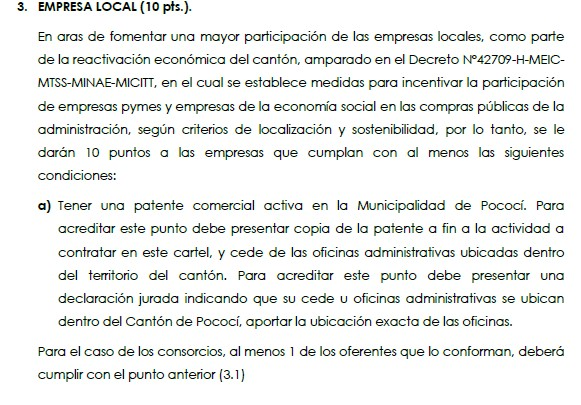 3. EMPRESA LOCAL (10 pts.).
En aras de fomentar una mayor participación de las empresas locales, como parte
de la reactivación económica del cantón, amparado en el Decreto N°42709-H-MEIC-
MTSS-MINAE-MICITT, en el cual se establece medidas para incentivar la participación
de empresas pymes y empresas de la economía social en las compras públicas de la
administración, según criterios de localización y sostenibilidad, por lo tanto, se le
darán 10 puntos a las empresas que cumplan con al menos las siguientes
condiciones:
a) Tener una patente comercial activa en la Municipalidad de Pococí. Para
acreditar este punto debe presentar copia de la patente a fin a la actividad a
contratar en este cartel, y cede de las oficinas administrativas ubicadas dentro
del territorio del cantón. Para acreditar este punto debe presentar una
declaración jurada indicando que su cede u oficinas administrativas se ubican
dentro del Cantón de Pococí, aportar la ubicación exacta de las oficinas.
Para el caso de los consorcios, al menos 1 de los oferentes que lo conforman, deberá
cumplir con el punto anterior (3.1)